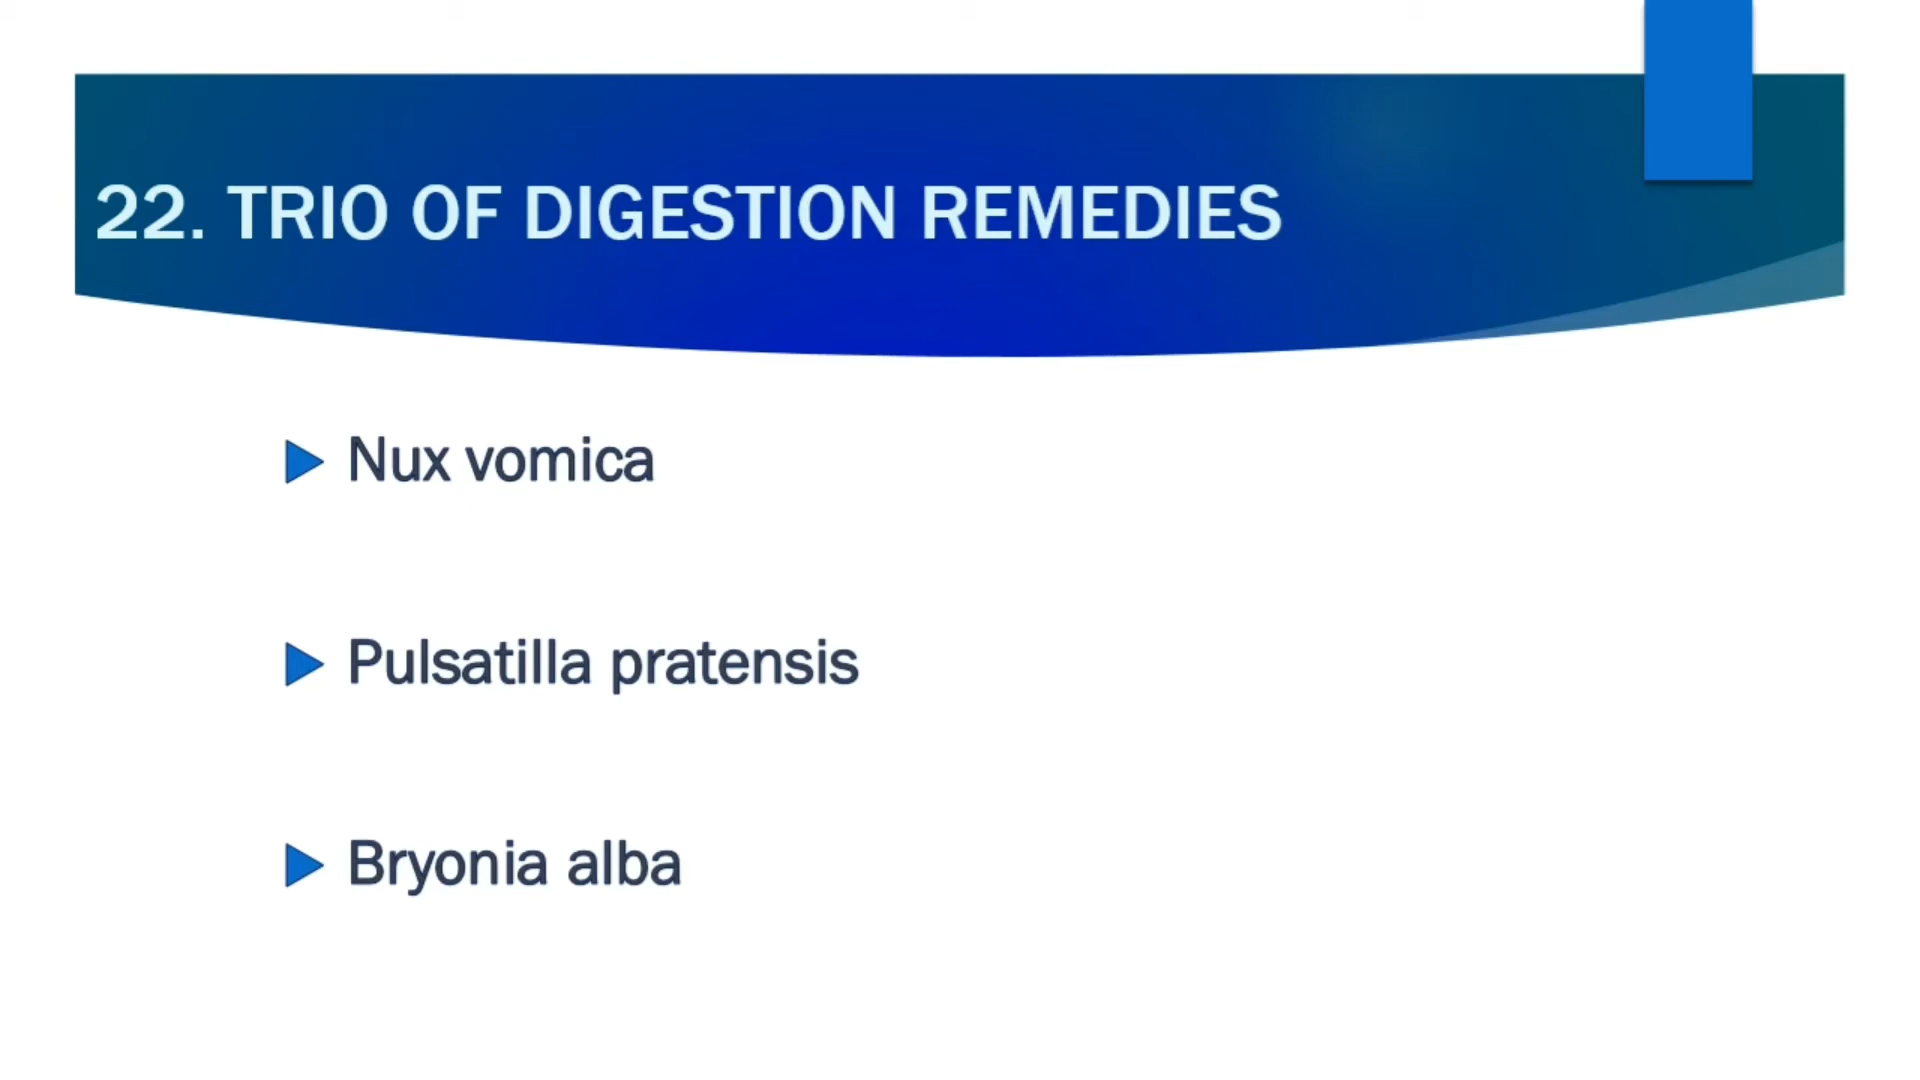 22. TRIO OF DIGESTION REMEDIES
Nux vomica
Pulsatilla pratensis
Bryonia alba